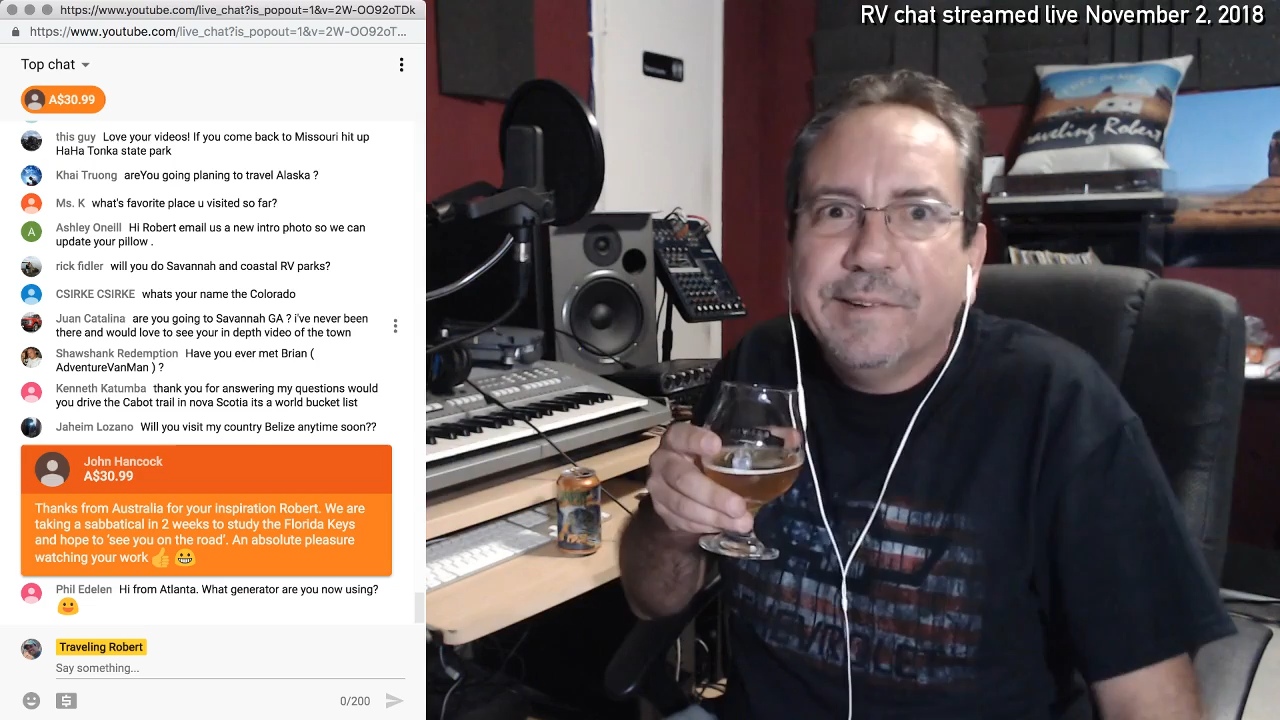 https://www.youtube.com/live_chat?is_popout=1&v=2W-OO92oTDk
RV chat streamed live November 2, 2018
https://www.youtube.com/live_chat?is_popout=1&v=2W-OO92oT...
Top chat
A$30.99
this guy Love your videos! If you come back to Missouri hit up
HaHa Tonka state park
Khai Truong areYou going planing to travel Alaska ?
Ms. K what's favorite place u visited so far?
A Ashley Oneill Hi Robert email us a new intro photo so we can
update your pillow .
rick fidler will you do Savannah and coastal RV parks?
CSIRKE CSIRKE whats your name the Colorado
Juan Catalina are you going to Savannah GA ? i've never been
there and would love to see your in depth video of the town
Shawshank Redemption Have you ever met Brian (
AdventureVanMan ) ?
Kenneth Katumba thank you for answering my questions would
you drive the Cabot trail in nova Scotia its a world bucket list
Jaheim Lozano Will you visit my country Belize anytime soon??
John Hancock
A$30.99
Thanks from Australia for your inspiration Robert. We are
taking a sabbatical in 2 weeks to study the Florida Keys
and hope to 'see you on the road'. An absolute pleasure
watching your work 👍😀
Phil Edelen Hi from Atlanta. What generator are you now using?
😀
Traveling Robert
Say something...
0/200
raveling Robert